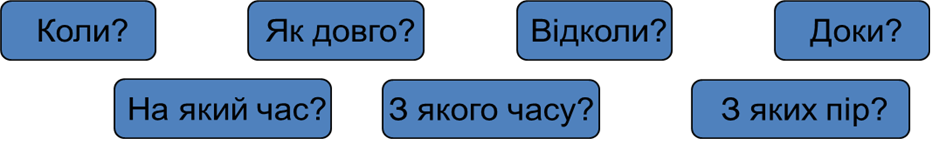 Коли? Як довго? Відколи? Доки?
На який час? З якого часу? З яких пір?